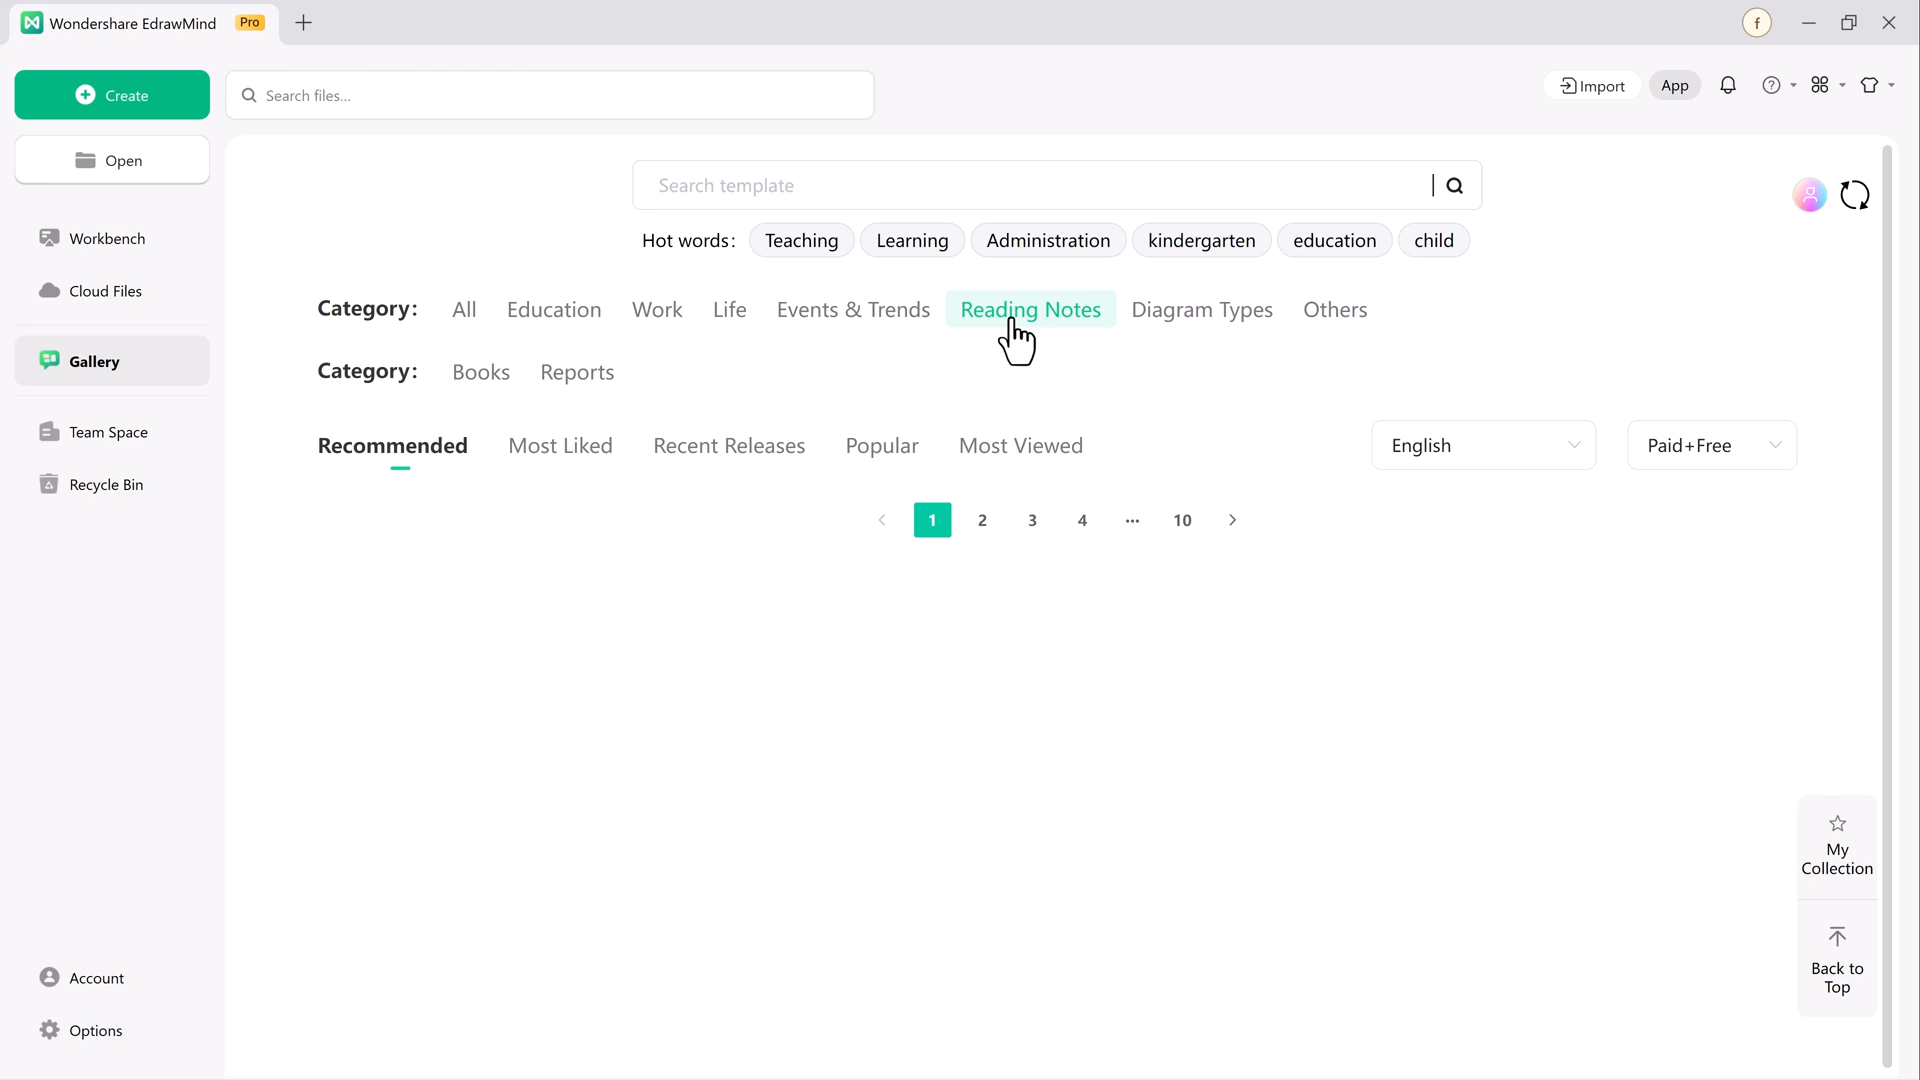 Wondershare EdrawMind Pro
f
Create
Search files...
Import
App
Open
Search template
Hot words: Teaching Learning Administration kindergarten education child
Workbench
Cloud Files
Gallery
Team Space
Recycle Bin
Category: All Education Work Life Events & Trends Reading Notes Diagram Types Others
Category: Books Reports
Recommended Most Liked Recent Releases Popular Most Viewed
English
Paid+Free
1 2 3 4 ... 10
My
Collection
Back to
Top
Account
Options